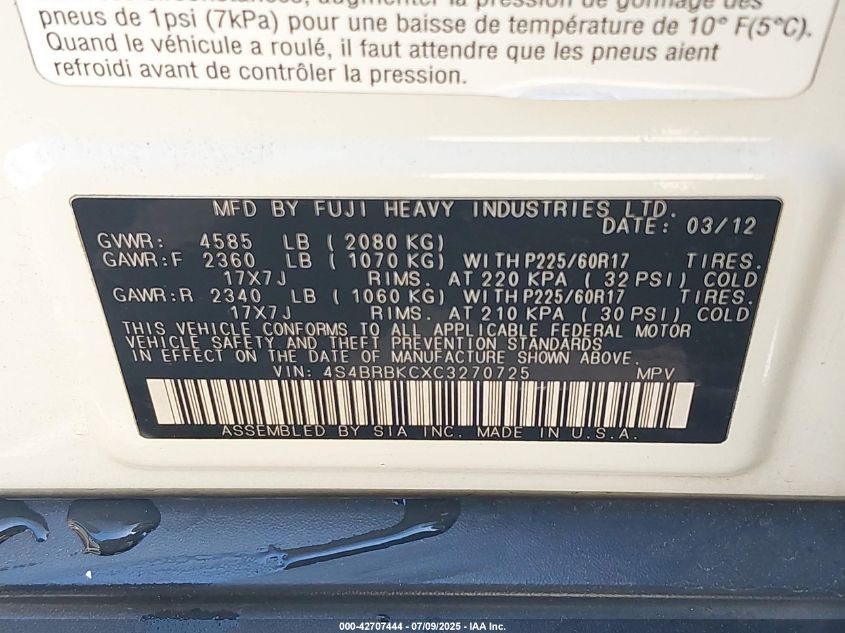 pneus de 1psi (7kPa) pour une baisse de température de 10° F(5°C).
Quand le véhicule a roulé, il faut attendre que les pneus aient
refroidi avant de contrôler la pression.
MFD BY FUJI HEAVY INDUSTRIES LTD.
DATE: 03/12
GVWR: 4585 LB ( 2080 KG)
GAWR:F 2360 LB ( 1070 KG) WITH P225/60R17 TIRES.
17X7J RIMS. AT 220 KPA ( 32 PSI) COLD
GAWR:R 2340 LB ( 1060 KG) WITH P225/60R17 TIRES.
17X7J RIMS. AT 210 KPA ( 30 PSI) COLD
THIS VEHICLE CONFORMS TO ALL APPLICABLE FEDERAL MOTOR
VEHICLE SAFETY AND THEFT PREVENTION STANDARDS
IN EFFECT ON THE DATE OF MANUFACTURE SHOWN ABOVE.
VIN: 4S4BRBKCXC3270725 MPV
ASSEMBLED BY SIA INC. MADE IN U.S.A.
000-42707444 - 07/09/2025 - IAA Inc.